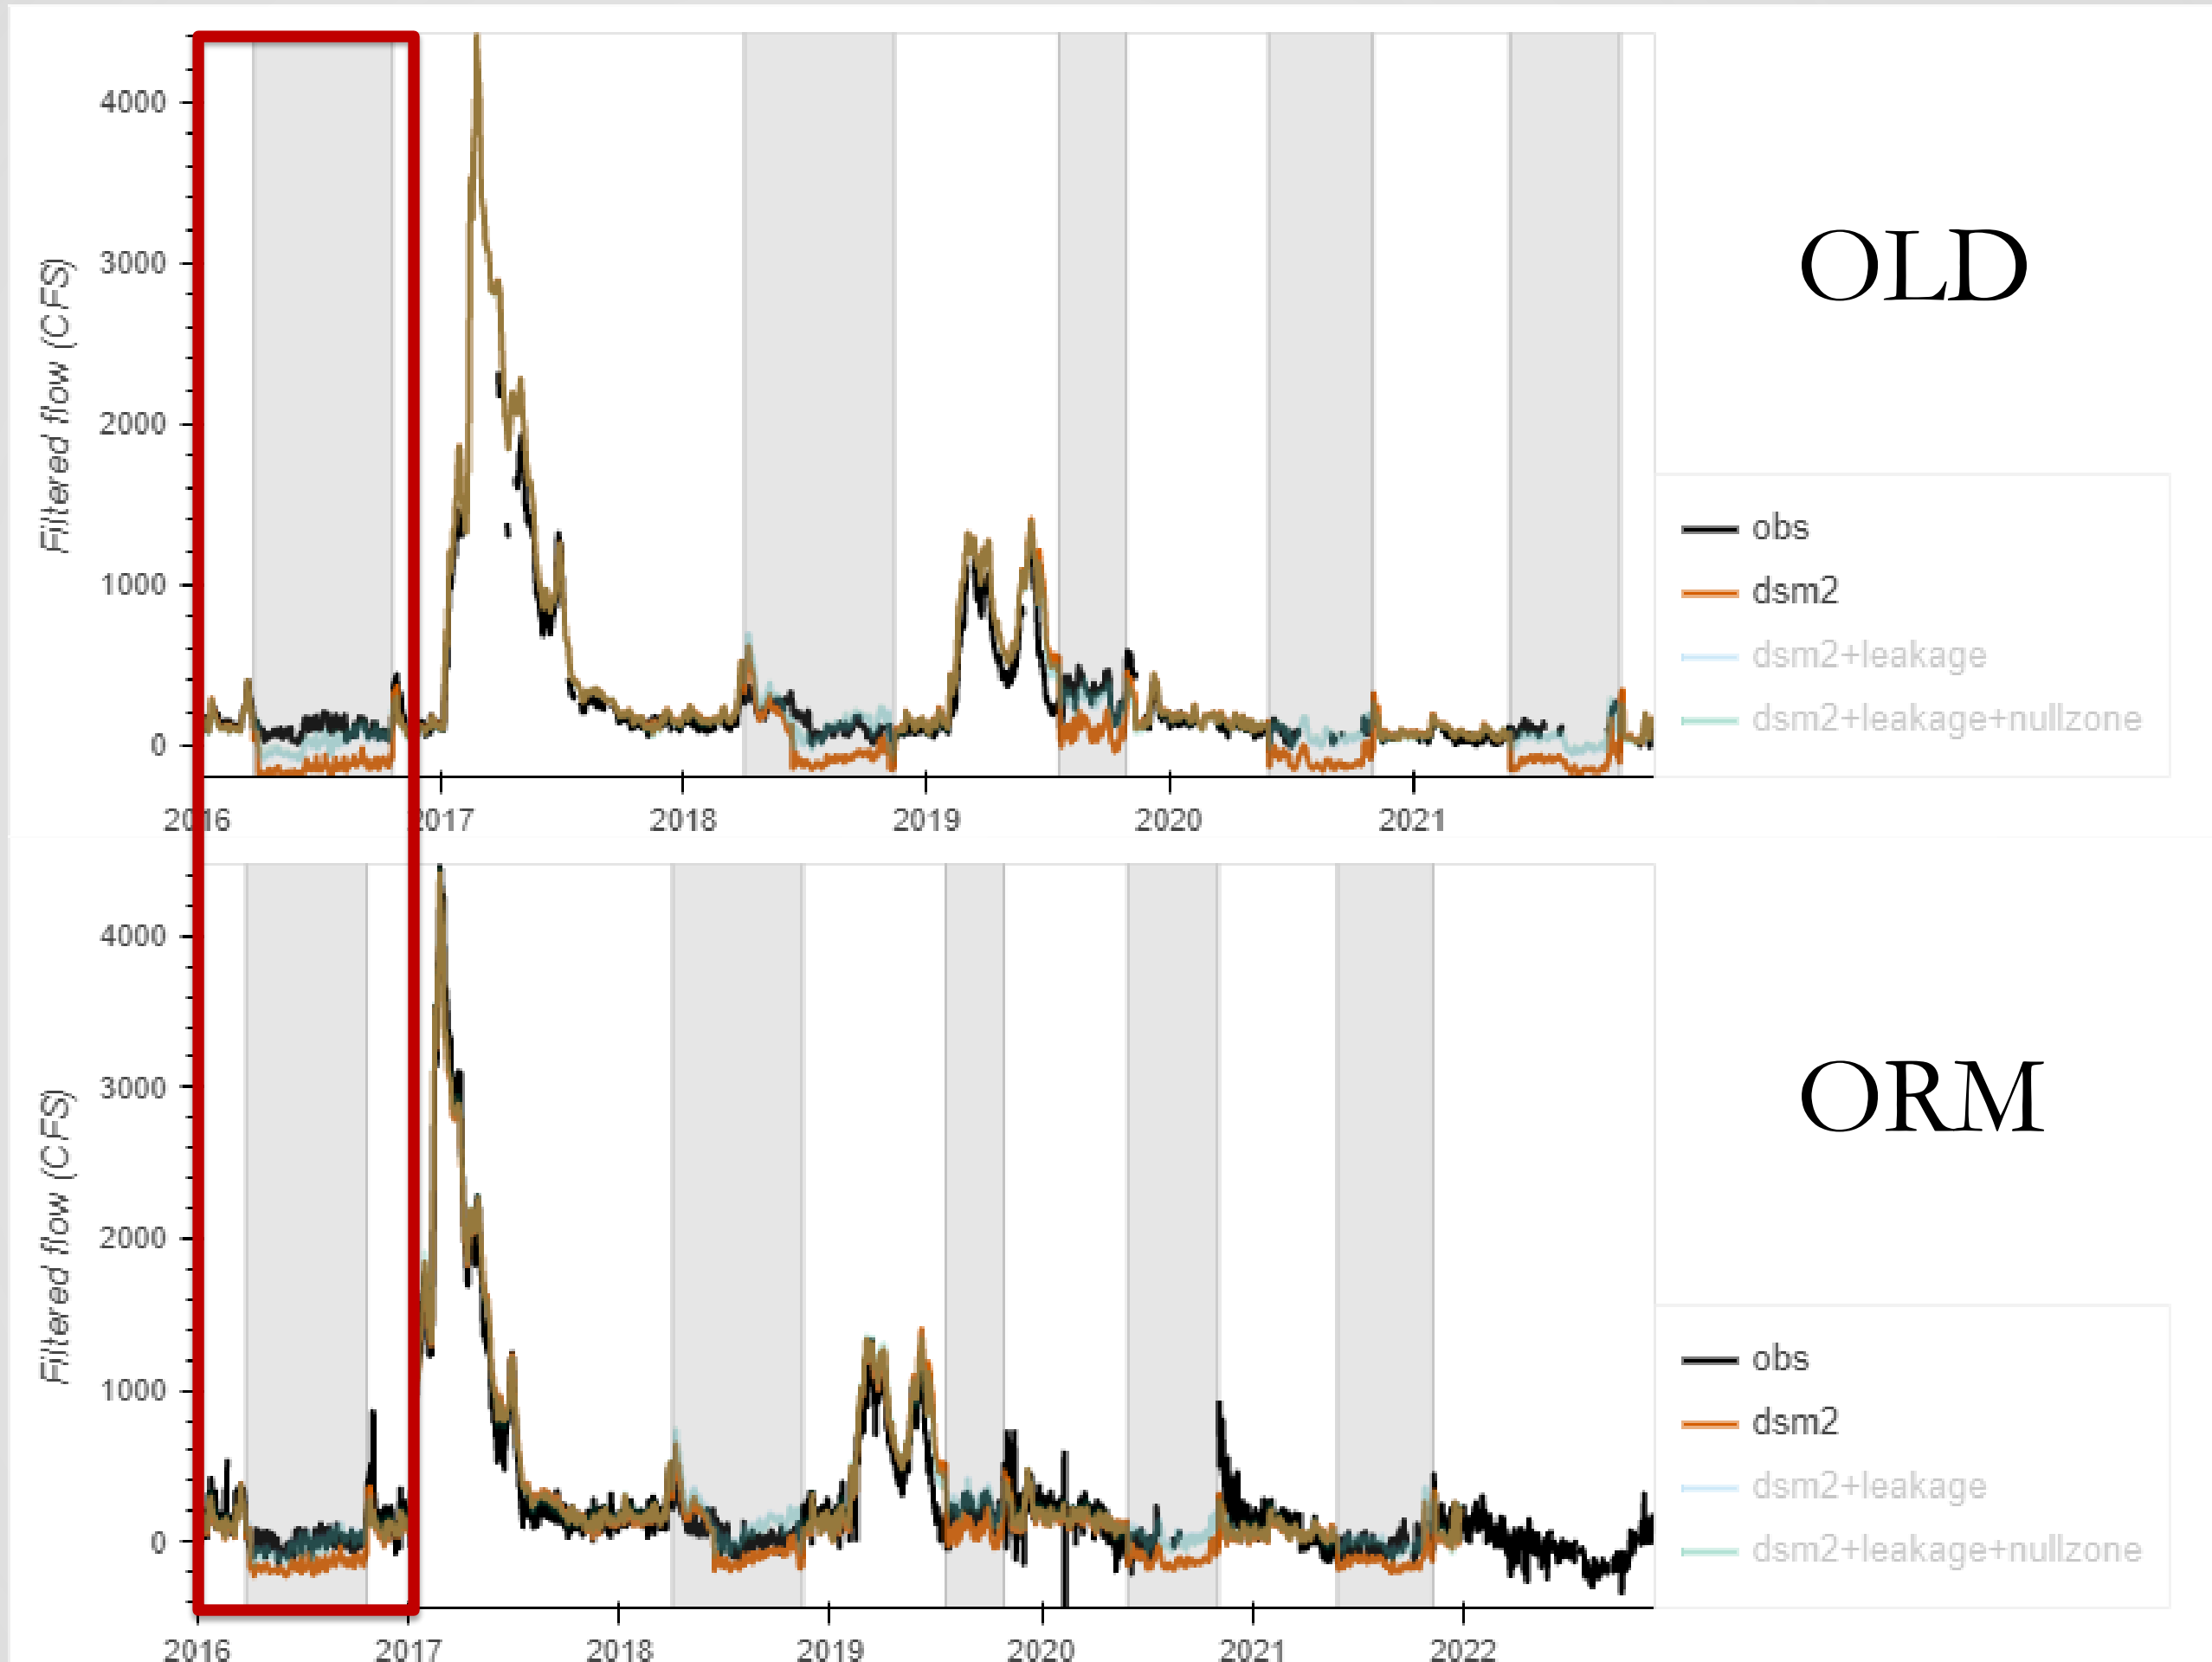 Filtered flow (CFS)
4000
3000
2000
1000
0
2016 2017 2018 2019 2020 2021
OLD
obs
dsm2
dsm2+leakage
dsm2+leakage+nullzone
Filtered flow (CFS)
4000
3000
2000
1000
0
2016 2017 2018 2019 2020 2021 2022
ORM
obs
dsm2
dsm2+leakage
dsm2+leakage+nullzone